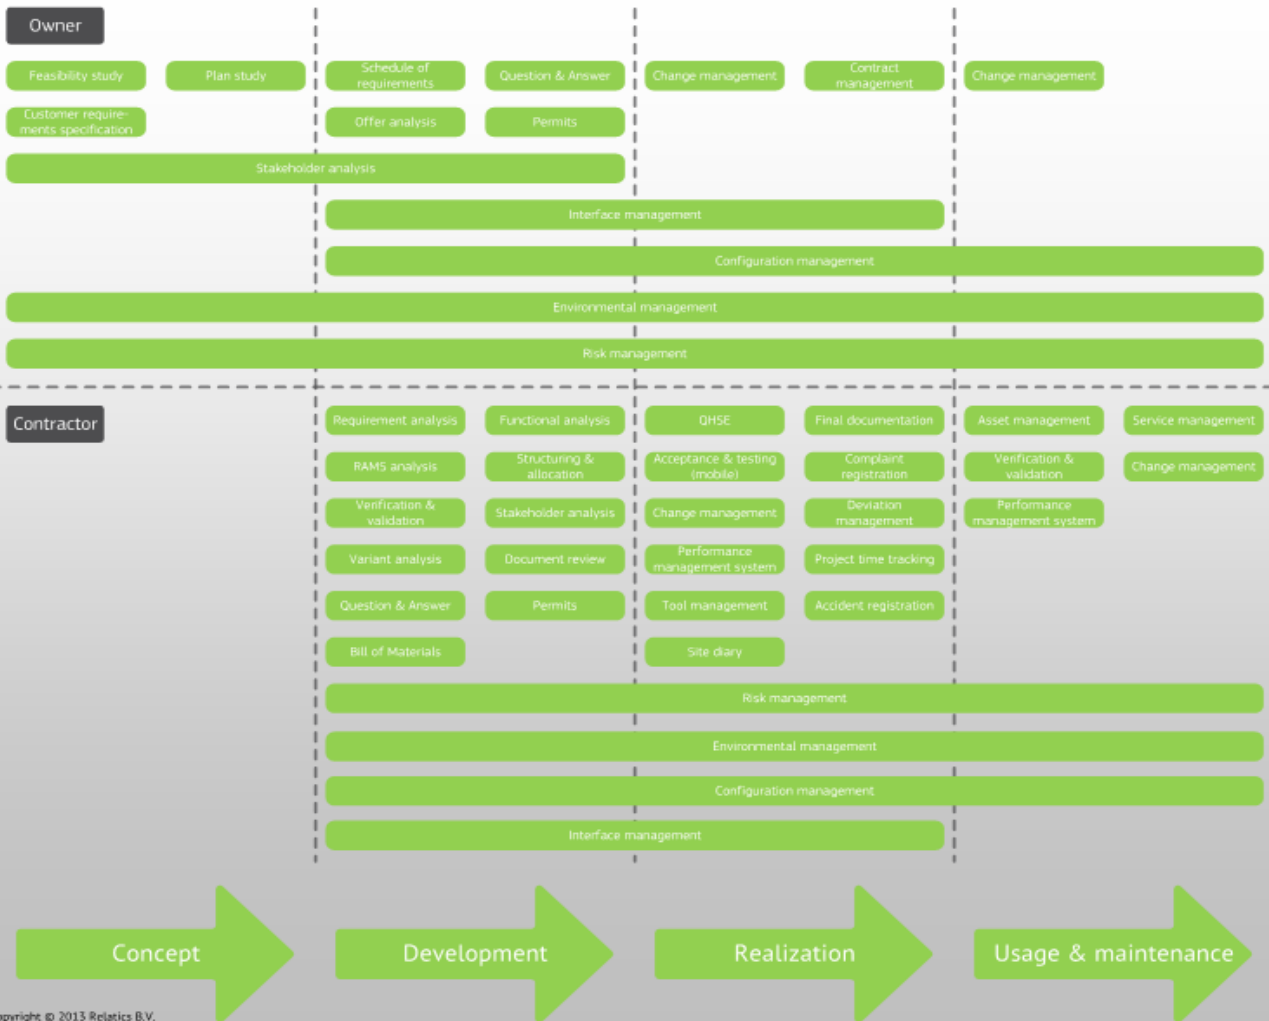 Owner
Feasibility study
Plan study
Schedule of
requirements
Question & Answer
Change management
Contract
management
Change management
Customer require-
ments specification
Offer analysis
Permits
Stakeholder analysis
Interface management
Configuration management
Environmental management
Risk management
Contractor
Requirement analysis
Functional analysis
QHSE
Final documentation
Asset management
Service management
RAMS analysis
Structuring &
allocation
Acceptance & testing
(mobile)
Complaint
registration
Verification &
validation
Change management
Verification &
validation
Stakeholder analysis
Change management
Deviation
management
Performance
management system
Variant analysis
Document review
Performance
management system
Project time tracking
Question & Answer
Permits
Tool management
Accident registration
Bill of Materials
Site diary
Risk management
Environmental management
Configuration management
Interface management
Concept
Development
Realization
Usage & maintenance
opyright © 2013 Relatics B.V.